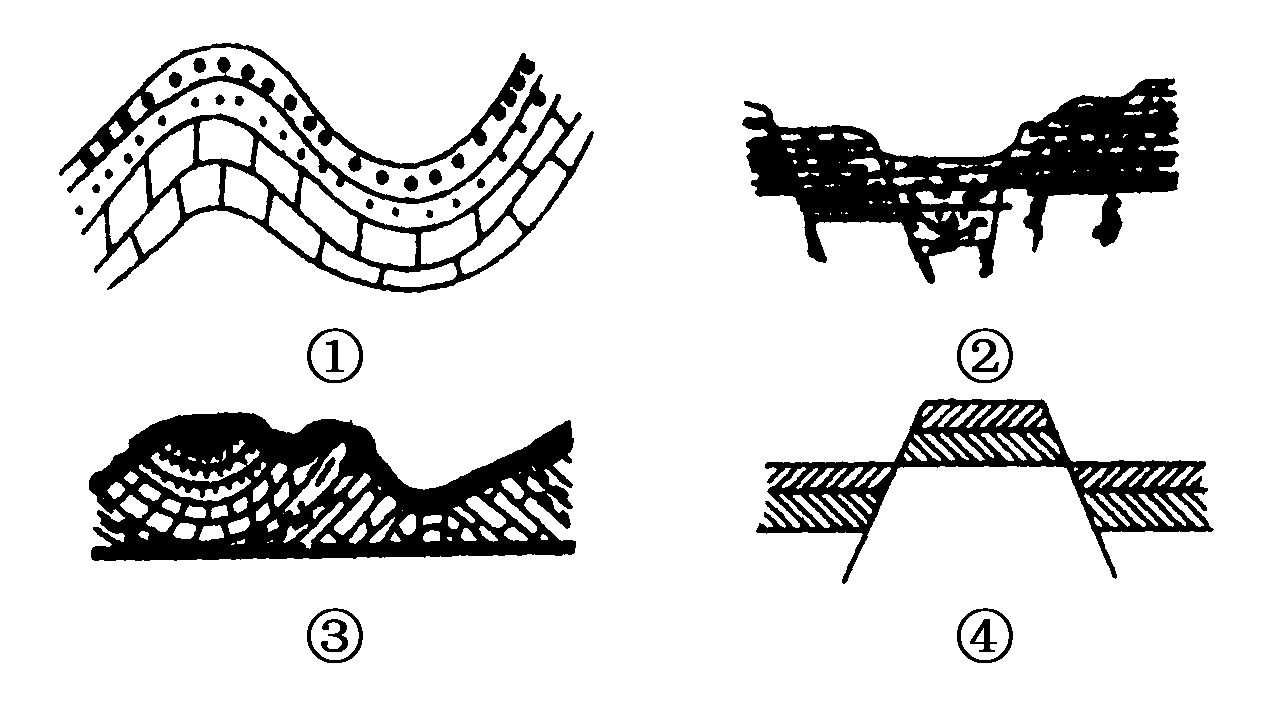 ①
②
③
④